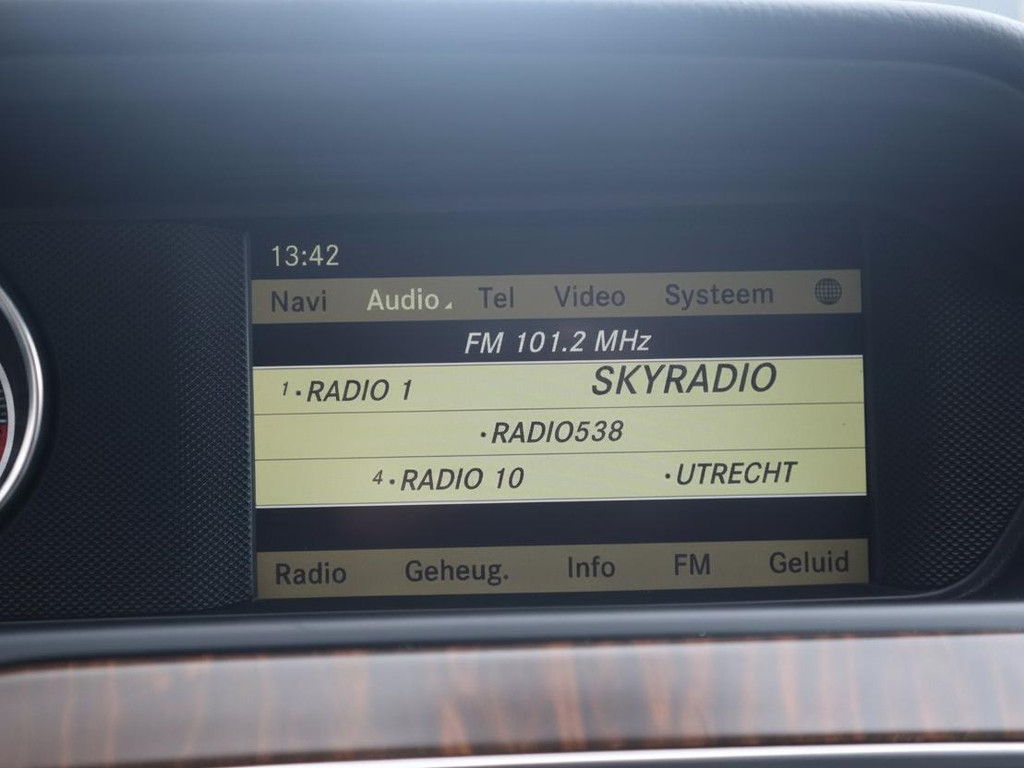 13:42
Navi Audio Tel Video Systeem
FM 101.2 MHz
1 · RADIO 1 SKYRADIO
· RADIO538
4 · RADIO 10 · UTRECHT
Radio Geheug. Info FM Geluid